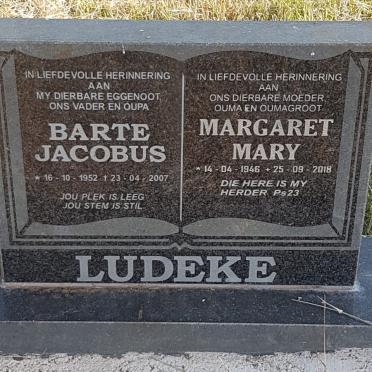 IN LIEFDEVOLLE HERINNERING
AAN
MY DIERBARE EGGENOOT,
ONS VADER EN OUPA
BARTE
JACOBUS
* 16 - 10 - 1952 † 23 - 04 - 2007
JOU PLEK IS LEEG
JOU STEM IS STIL
IN LIEFDEVOLLE HERINNERING
AAN
ONS DIERBARE MOEDER,
OUMA EN OUMAGROOT
MARGARET
MARY
* 14 - 04 - 1946 + 25 - 09 - 2018
DIE HERE IS MY
HERDER Ps23
LUDEKE